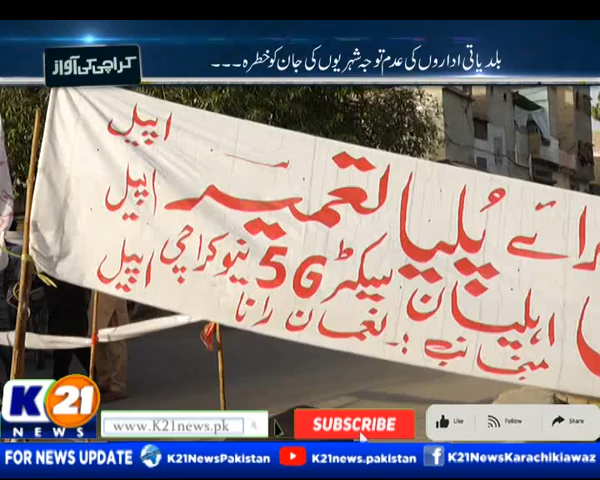 بلدیاتی اداروں کی عدم توجہ شہریوں کی جان کو خطرہ ۔۔۔
کراچی کی آواز
اپیل
اپیل
اپیل
برائے پُلیا تعمیر
اہلیان سیکٹر 5G نیو کراچی
منجانب : نعمان رانا
K21
NEWS
www.K21news.pk
SUBSCRIBE
Like
Follow
Share
FOR NEWS UPDATE
K21NewsPakistan
K21news.pakistan
K21NewsKarachikiawaz